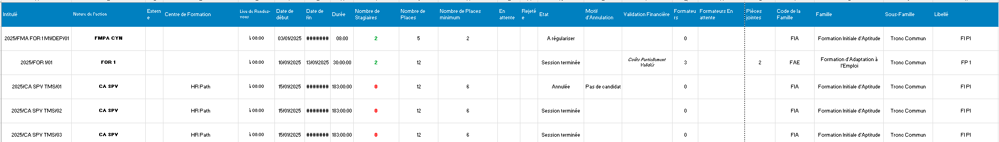 Intitulé Nature de l'action Extern e Centre de Formation Lieu de Rendez-vous Date de début Date de fin Durée Nombre de Stagiaires Nombre de Places Nombre de Places minimum En attente Rejeté e Etat Motif d'Annulation Validation Financière Formateu rs Formateurs En attente Pièces jointes Code de la Famille Famille Sous-Famille Libellé
2025/FMA FOR 1 M1/DEP/01 FMPA CYN à 08:00 03/01/2025 ####### 08:00 2 5 2 A régulariser 0 FIA Formation Initiale d'Aptitude Tronc Commun FI PI
2025/FOR 1/01 FOR 1 à 08:00 10/01/2025 13/01/2025 30:00:00 2 12 Session terminée Coûts Partiellement Validés 3 2 FAE Formation d'Adaptation à l'Emploi Tronc Commun FP 1
2025/CA SPV TMS/01 CA SPV HR Path à 08:00 15/01/2025 ####### 183:00:00 0 12 6 Annulée Pas de candidat 0 FIA Formation Initiale d'Aptitude Tronc Commun FI PI
2025/CA SPV TMS/02 CA SPV HR Path à 08:00 15/01/2025 ####### 183:00:00 0 12 6 Session terminée 0 FIA Formation Initiale d'Aptitude Tronc Commun FI PI
2025/CA SPV TMS/03 CA SPV HR Path à 08:00 15/01/2025 ####### 183:00:00 0 12 6 Session terminée 0 FIA Formation Initiale d'Aptitude Tronc Commun FI PI